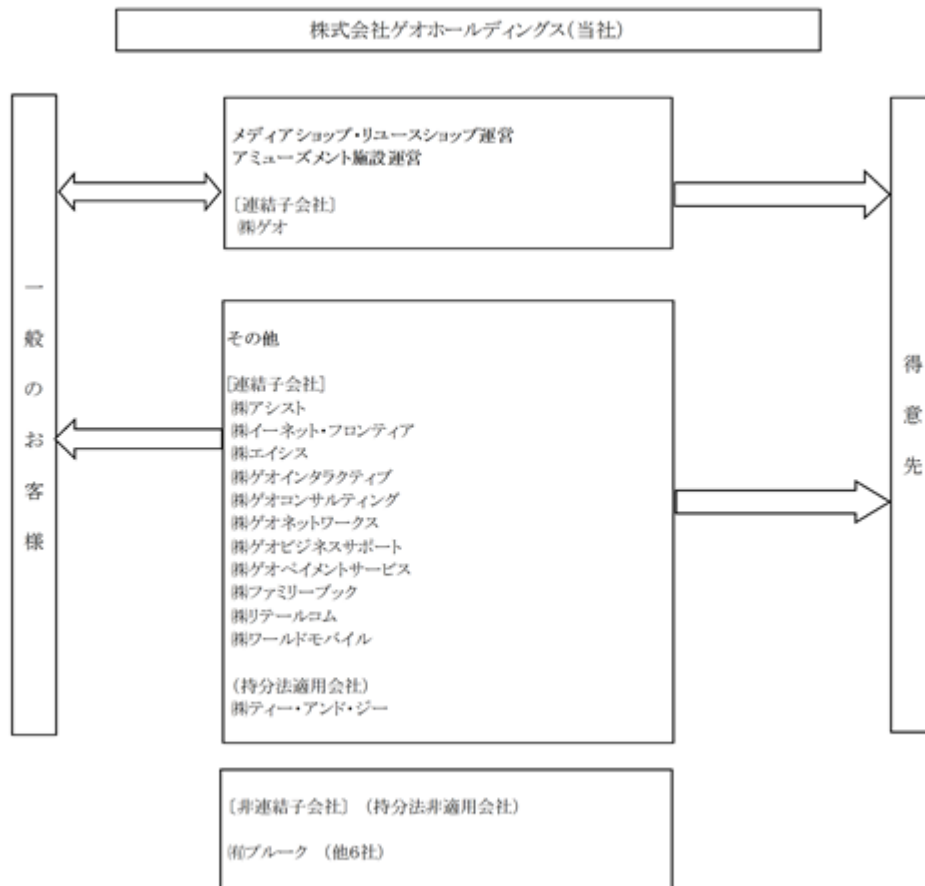 株式会社ゲオホールディングス(当社)
一般のお客様
メディアショップ・リユースショップ運営
アミューズメント施設運営
[連結子会社]
㈱ゲオ
その他
[連結子会社]
㈱アシスト
㈱イーネット・フロンティア
㈱エイシス
㈱ゲオインタラクティブ
㈱ゲオコンサルティング
㈱ゲオネットワークス
㈱ゲオビジネスサポート
㈱ゲオペイメントサービス
㈱ファミリーブック
㈱リテールコム
㈱ワールドモバイル
(持分法適用会社)
㈱ティー・アンド・ジー
得意先
[非連結子会社] (持分法非適用会社)
㈲ブルーク (他6社)